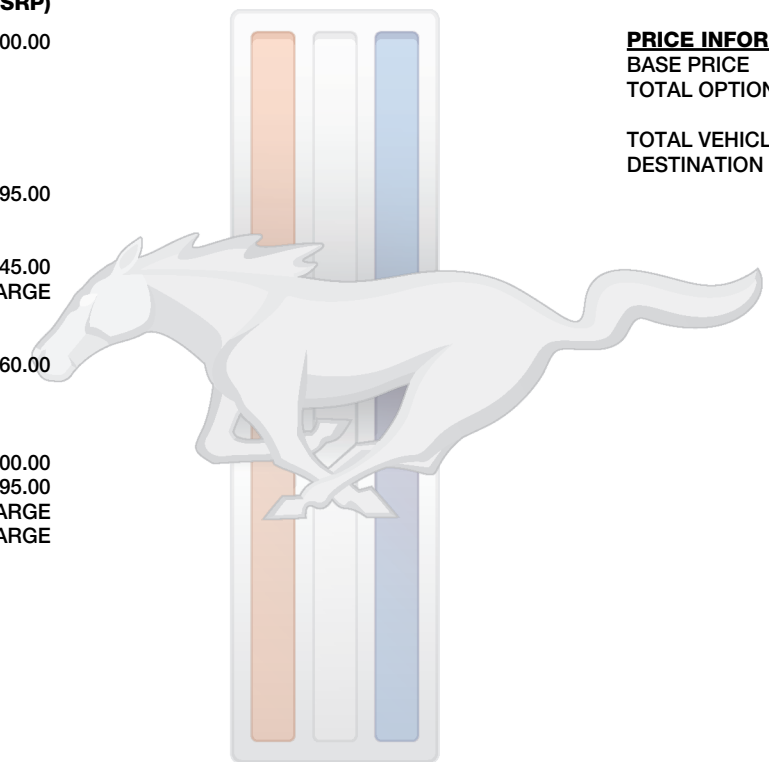 SRP)
00.00
95.00
45.00
ARGE
60.00
00.00
95.00
ARGE
ARGE
PRICE INFOR
BASE PRICE
TOTAL OPTION
TOTAL VEHICL
DESTINATION